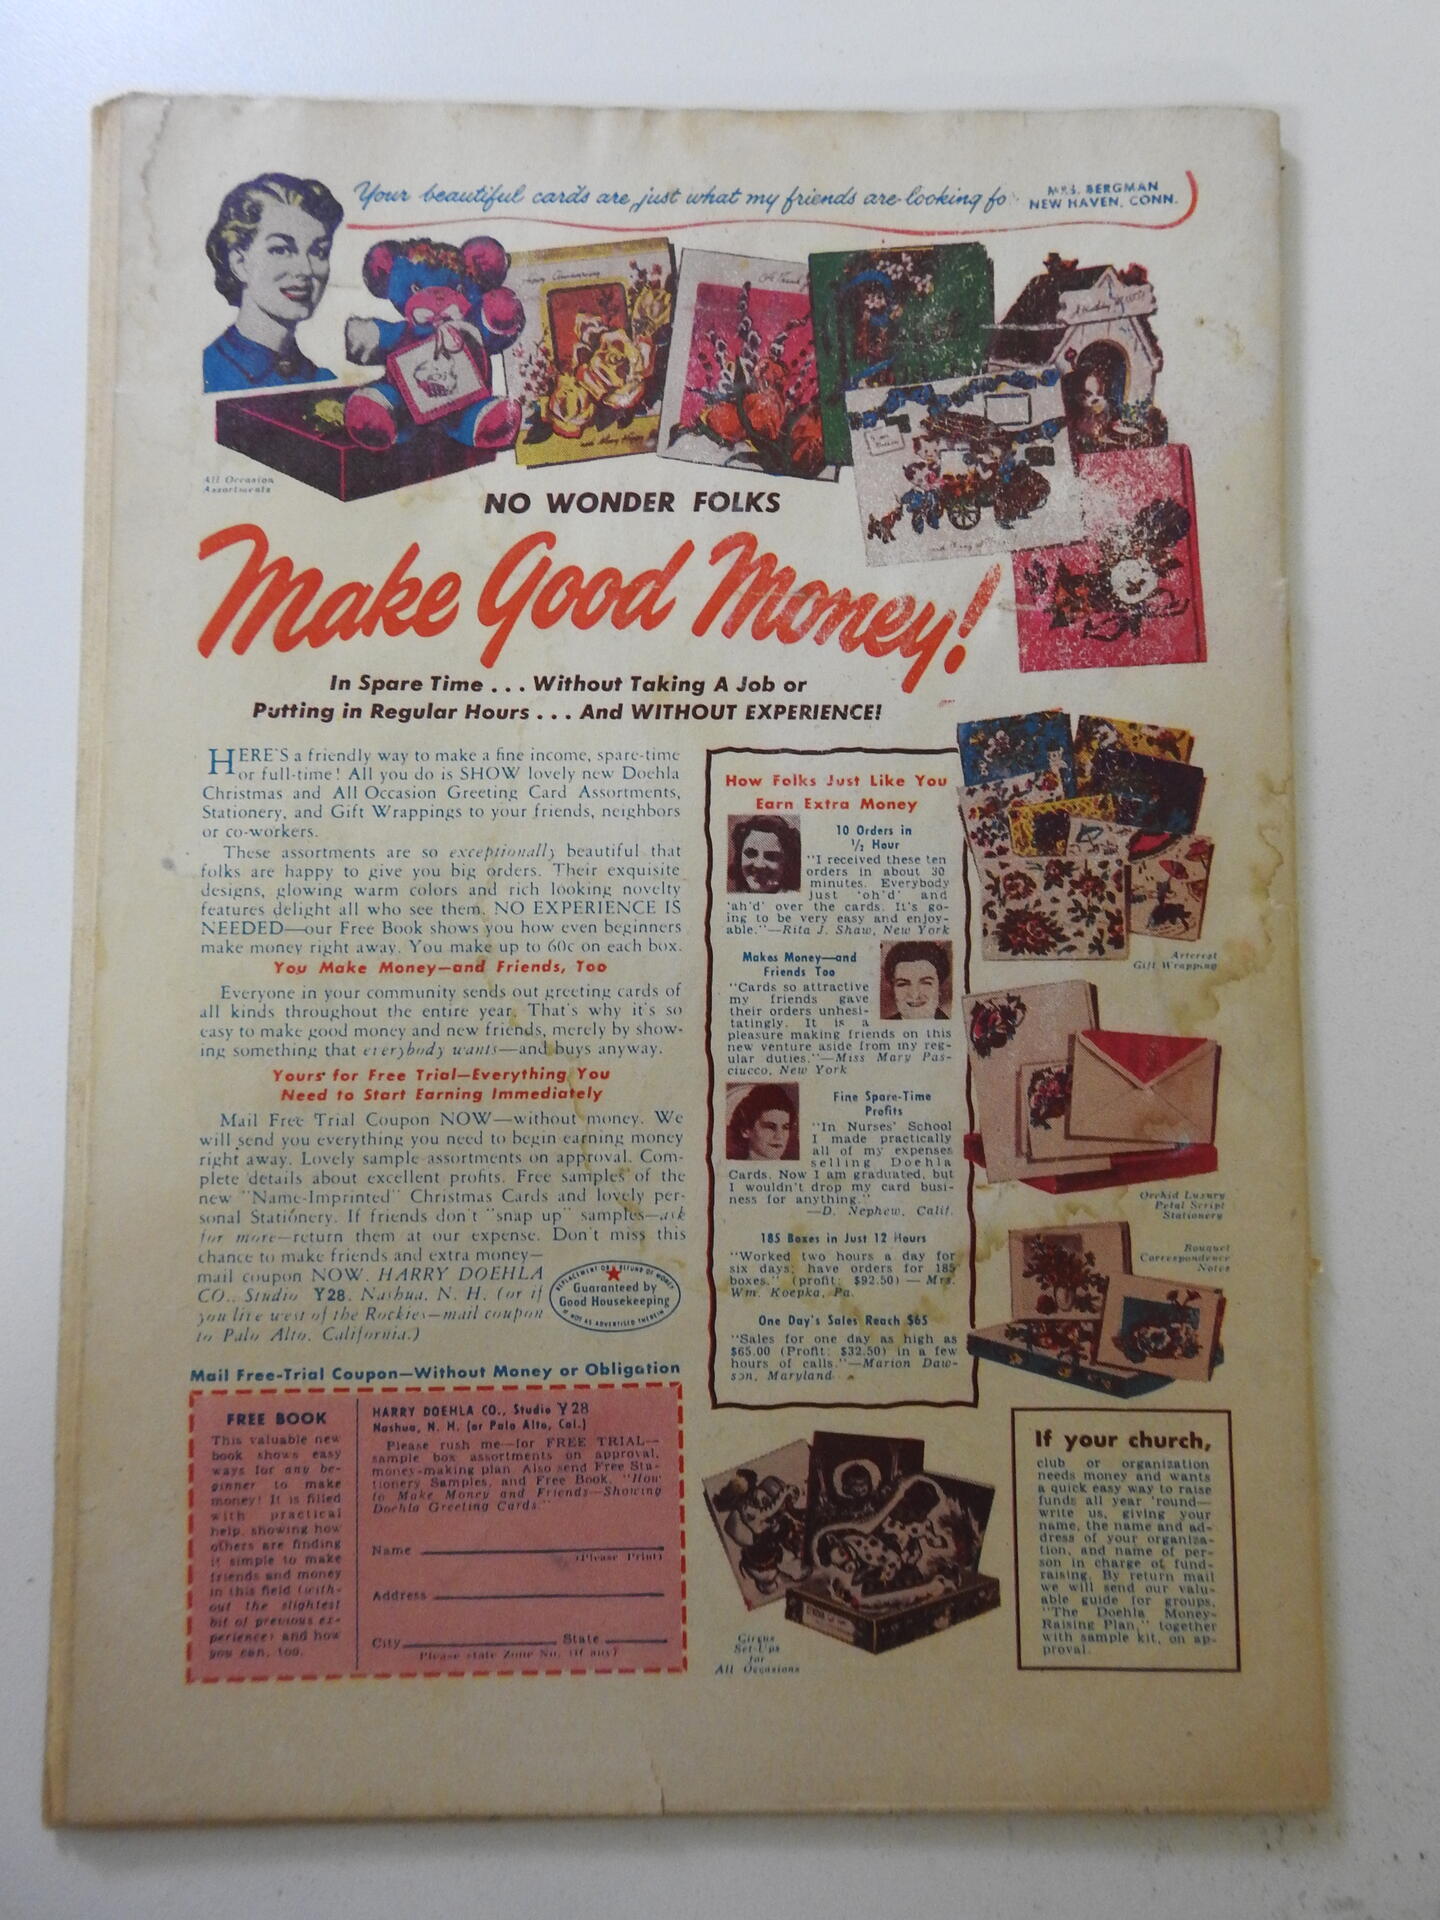 Your beautiful cards are just what my friends are looking fo
MRS. BERGMAN
NEW HAVEN, CONN.
All Occasion
Assortments
NO WONDER FOLKS
Make Good Money!
In Spare Time . . . Without Taking A Job or
Putting in Regular Hours . . . And WITHOUT EXPERIENCE!
HERE'S a friendly way to make a fine income, spare-time
or full-time! All you do is SHOW lovely new Doehla
Christmas and All Occasion Greeting Card Assortments,
Stationery, and Gift Wrappings to your friends, neighbors
or co-workers.
These assortments are so exceptionally beautiful that
folks are happy to give you big orders. Their exquisite
designs, glowing warm colors and rich looking novelty
features delight all who see them. NO EXPERIENCE IS
NEEDED—our Free Book shows you how even beginners
make money right away. You make up to 60c on each box.
You Make Money—and Friends, Too
Everyone in your community sends out greeting cards of
all kinds throughout the entire year. That's why it's so
easy to make good money and new friends, merely by show-
ing something that everybody wants—and buys anyway.
Yours for Free Trial—Everything You
Need to Start Earning Immediately
Mail Free Trial Coupon NOW—without money. We
will send you everything you need to begin earning money
right away. Lovely sample assortments on approval. Com-
plete details about excellent profits. Free samples of the
new "Name-Imprinted" Christmas Cards and lovely per-
sonal Stationery. If friends don't "snap up" samples—ask
for more—return them at our expense. Don't miss this
chance to make friends and extra money—
mail coupon NOW. HARRY DOEHLA
CO., Studio Y28, Nashua, N. H. (or if
you live west of the Rockies—mail coupon
to Palo Alto, California.)
REPLACEMENT OR REFUND OF MONEY
Guaranteed by
Good Housekeeping
IF NOT AS ADVERTISED THEREIN
Mail Free-Trial Coupon—Without Money or Obligation
FREE BOOK
This valuable new
book shows easy
ways for any be-
ginner to make
money! It is filled
with practical
help, showing how
others are finding
it simple to make
friends and money
in this field (with-
out the slightest
bit of previous ex-
perience) and how
you can, too.
HARRY DOEHLA CO., Studio Y28
Nashua, N. H. (or Palo Alto, Cal.)
Please rush me—for FREE TRIAL—
sample box assortments on approval,
money-making plan. Also send Free Sta-
tionery Samples, and Free Book, "How
to Make Money and Friends—Showing
Doehla Greeting Cards."
Name
(Please Print)
Address
City State
Please state Zone No. (if any)
How Folks Just Like You
Earn Extra Money
10 Orders in
1/2 Hour
"I received these ten
orders in about 30
minutes. Everybody
just 'oh'd' and
'ah'd' over the cards. It's go-
ing to be very easy and enjoy-
able."—Rita J. Shaw, New York
Makes Money—and
Friends Too
"Cards so attractive
my friends gave
their orders unhesi-
tatingly. It is a
pleasure making friends on this
new venture aside from my reg-
ular duties."—Miss Mary Pas-
ciucco, New York
Fine Spare-Time
Profits
"In Nurses' School
I made practically
all of my expenses
selling Doehla
Cards. Now I am graduated, but
I wouldn't drop my card busi-
ness for anything."
—D. Nephew, Calif.
185 Boxes in Just 12 Hours
"Worked two hours a day for
six days; have orders for 185
boxes." (profit: $92.50) — Mrs.
Wm. Koepka, Pa.
One Day's Sales Reach $65
"Sales for one day as high as
$65.00 (Profit: $32.50) in a few
hours of calls."—Marion Daw-
son, Maryland
Artcrest
Gift Wrapping
Orchid Luxury
Petal Script
Stationery
Bouquet
Correspondence
Notes
Circus
Set-Ups
for
All Occasions
If your church,
club or organization
needs money and wants
a quick easy way to raise
funds all year 'round—
write us, giving your
name, the name and ad-
dress of your organiza-
tion, and name of per-
son in charge of fund-
raising. By return mail
we will send our valu-
able guide for groups,
"The Doehla Money-
Raising Plan," together
with sample kit, on ap-
proval.